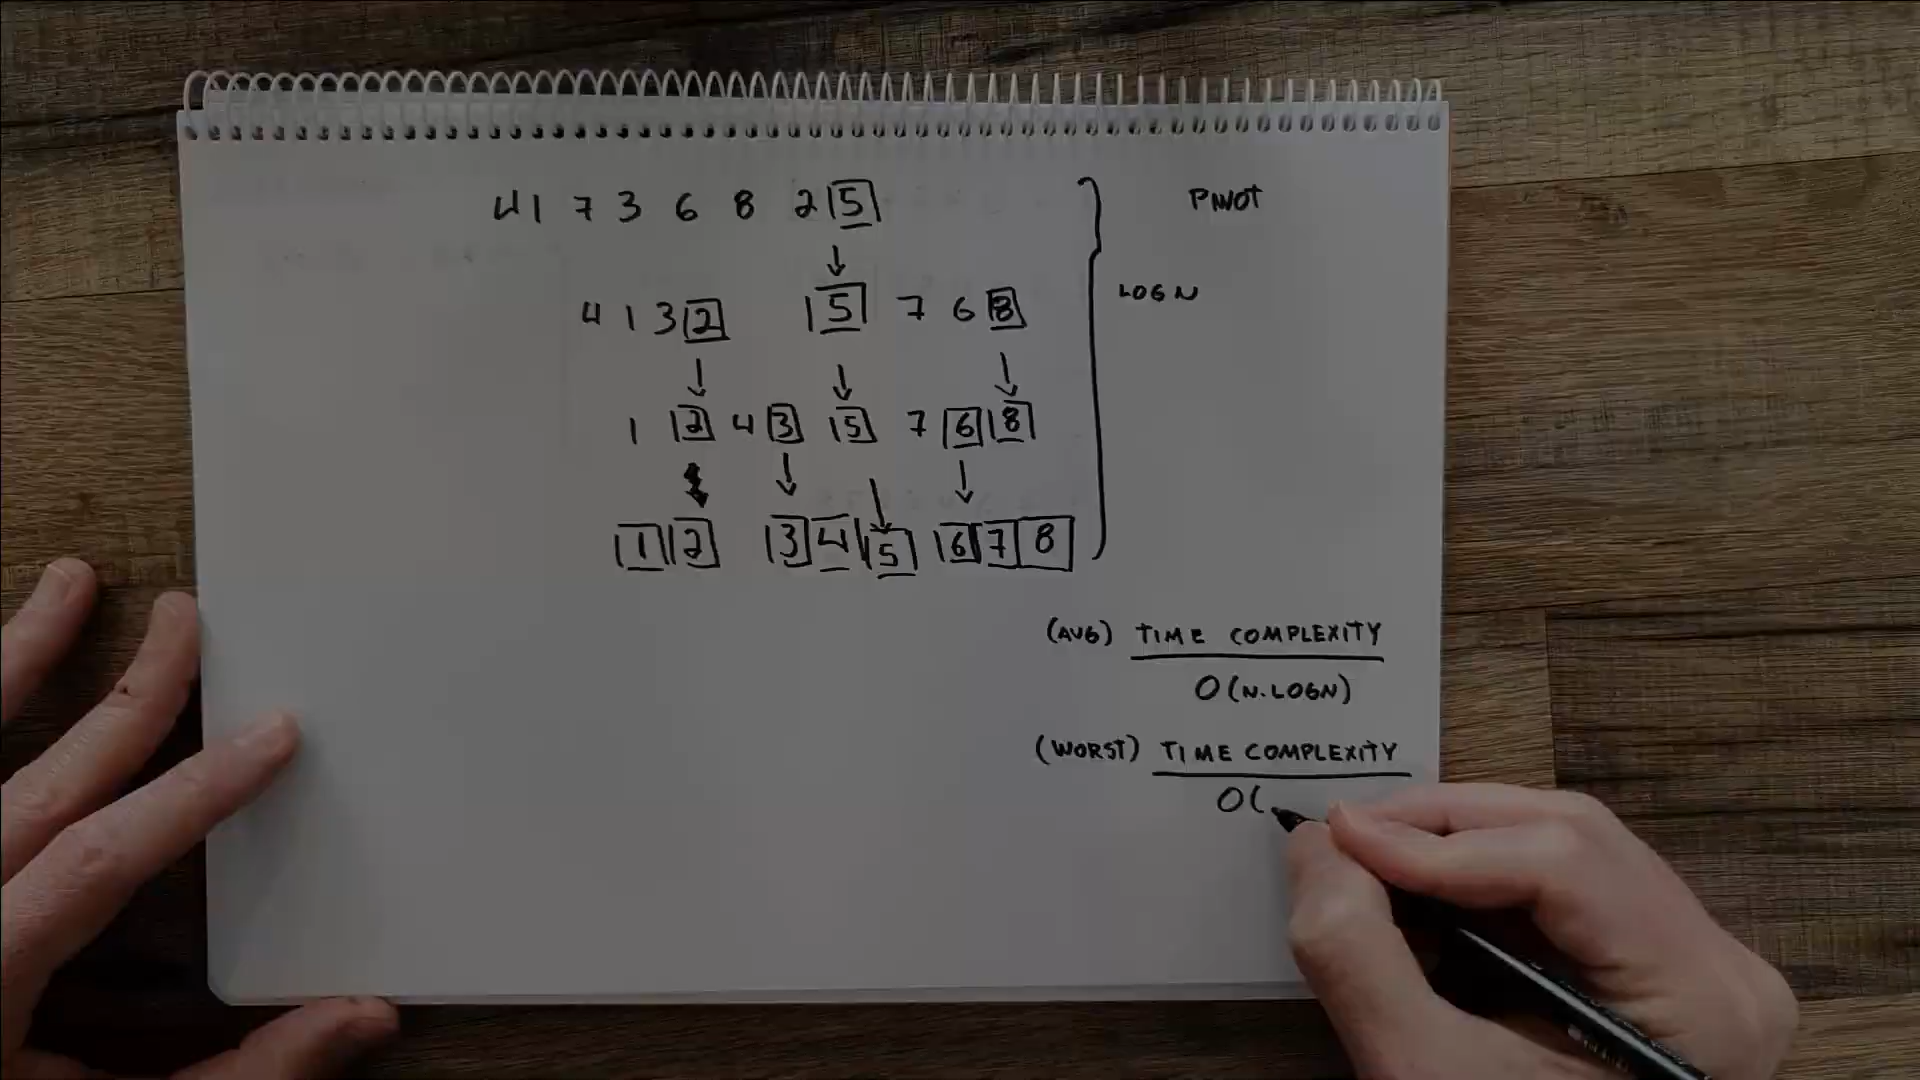 4 1 7 3 6 8 2 5
PIVOT
4 1 3 2 5 7 6 8
LOGN
1 2 4 3 5 7 6 8
1 2 3 4 5 6 7 8
(AVG) TIME COMPLEXITY
O(N.LOGN)
(WORST) TIME COMPLEXITY
O(